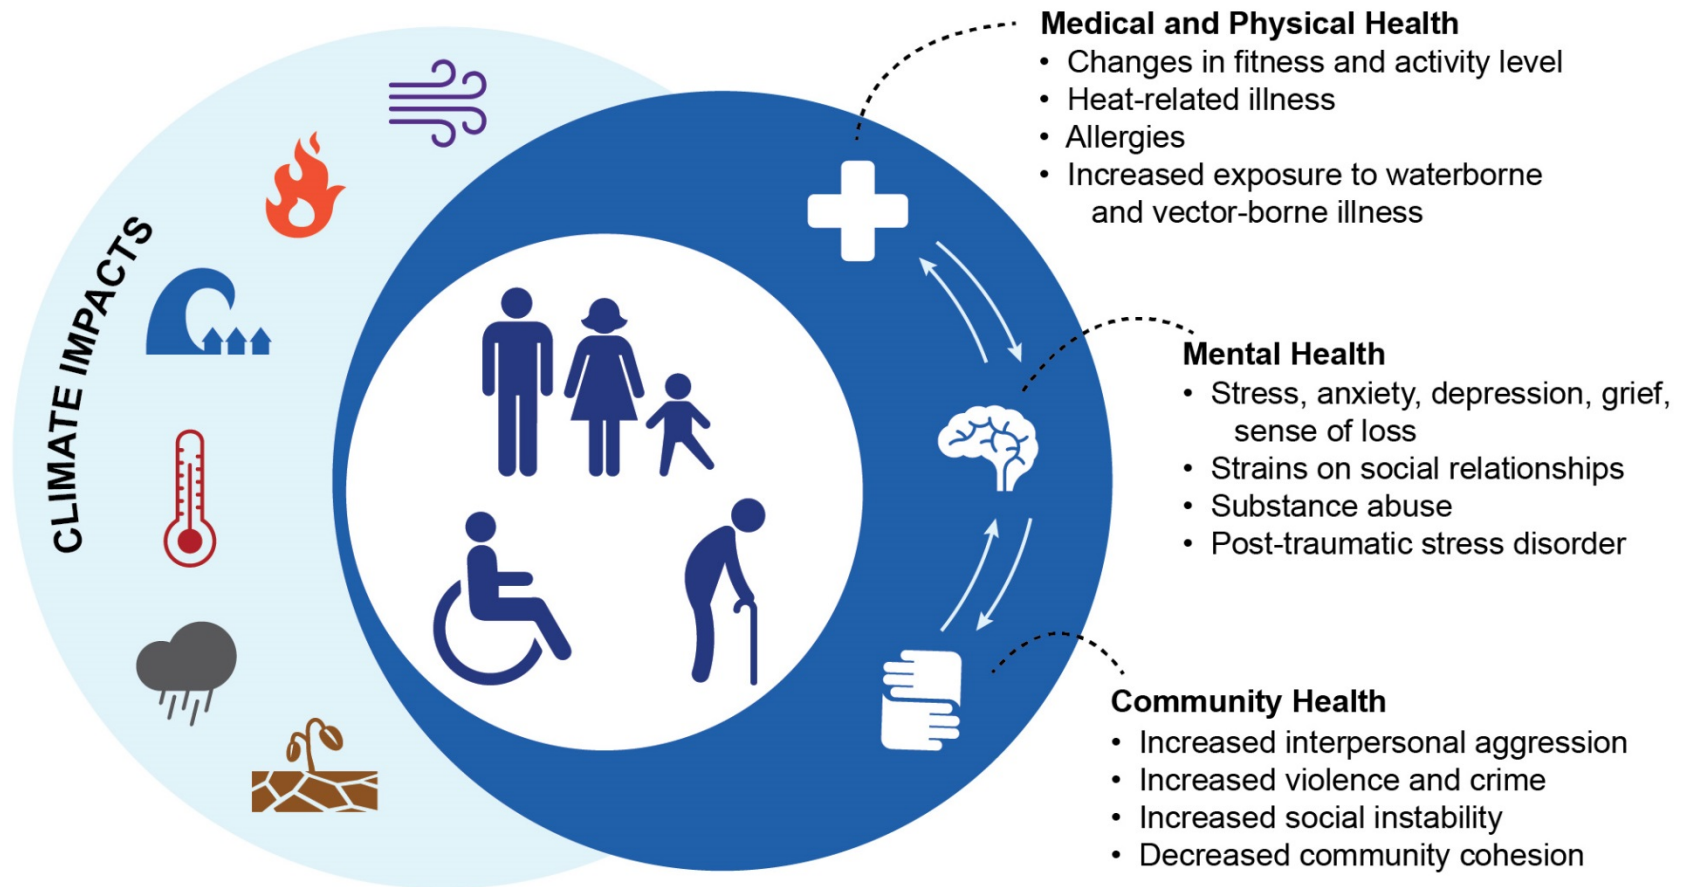 CLIMATE IMPACTS
Medical and Physical Health
• Changes in fitness and activity level
• Heat-related illness
• Allergies
• Increased exposure to waterborne
and vector-borne illness
Mental Health
• Stress, anxiety, depression, grief,
sense of loss
• Strains on social relationships
• Substance abuse
• Post-traumatic stress disorder
Community Health
• Increased interpersonal aggression
• Increased violence and crime
• Increased social instability
• Decreased community cohesion